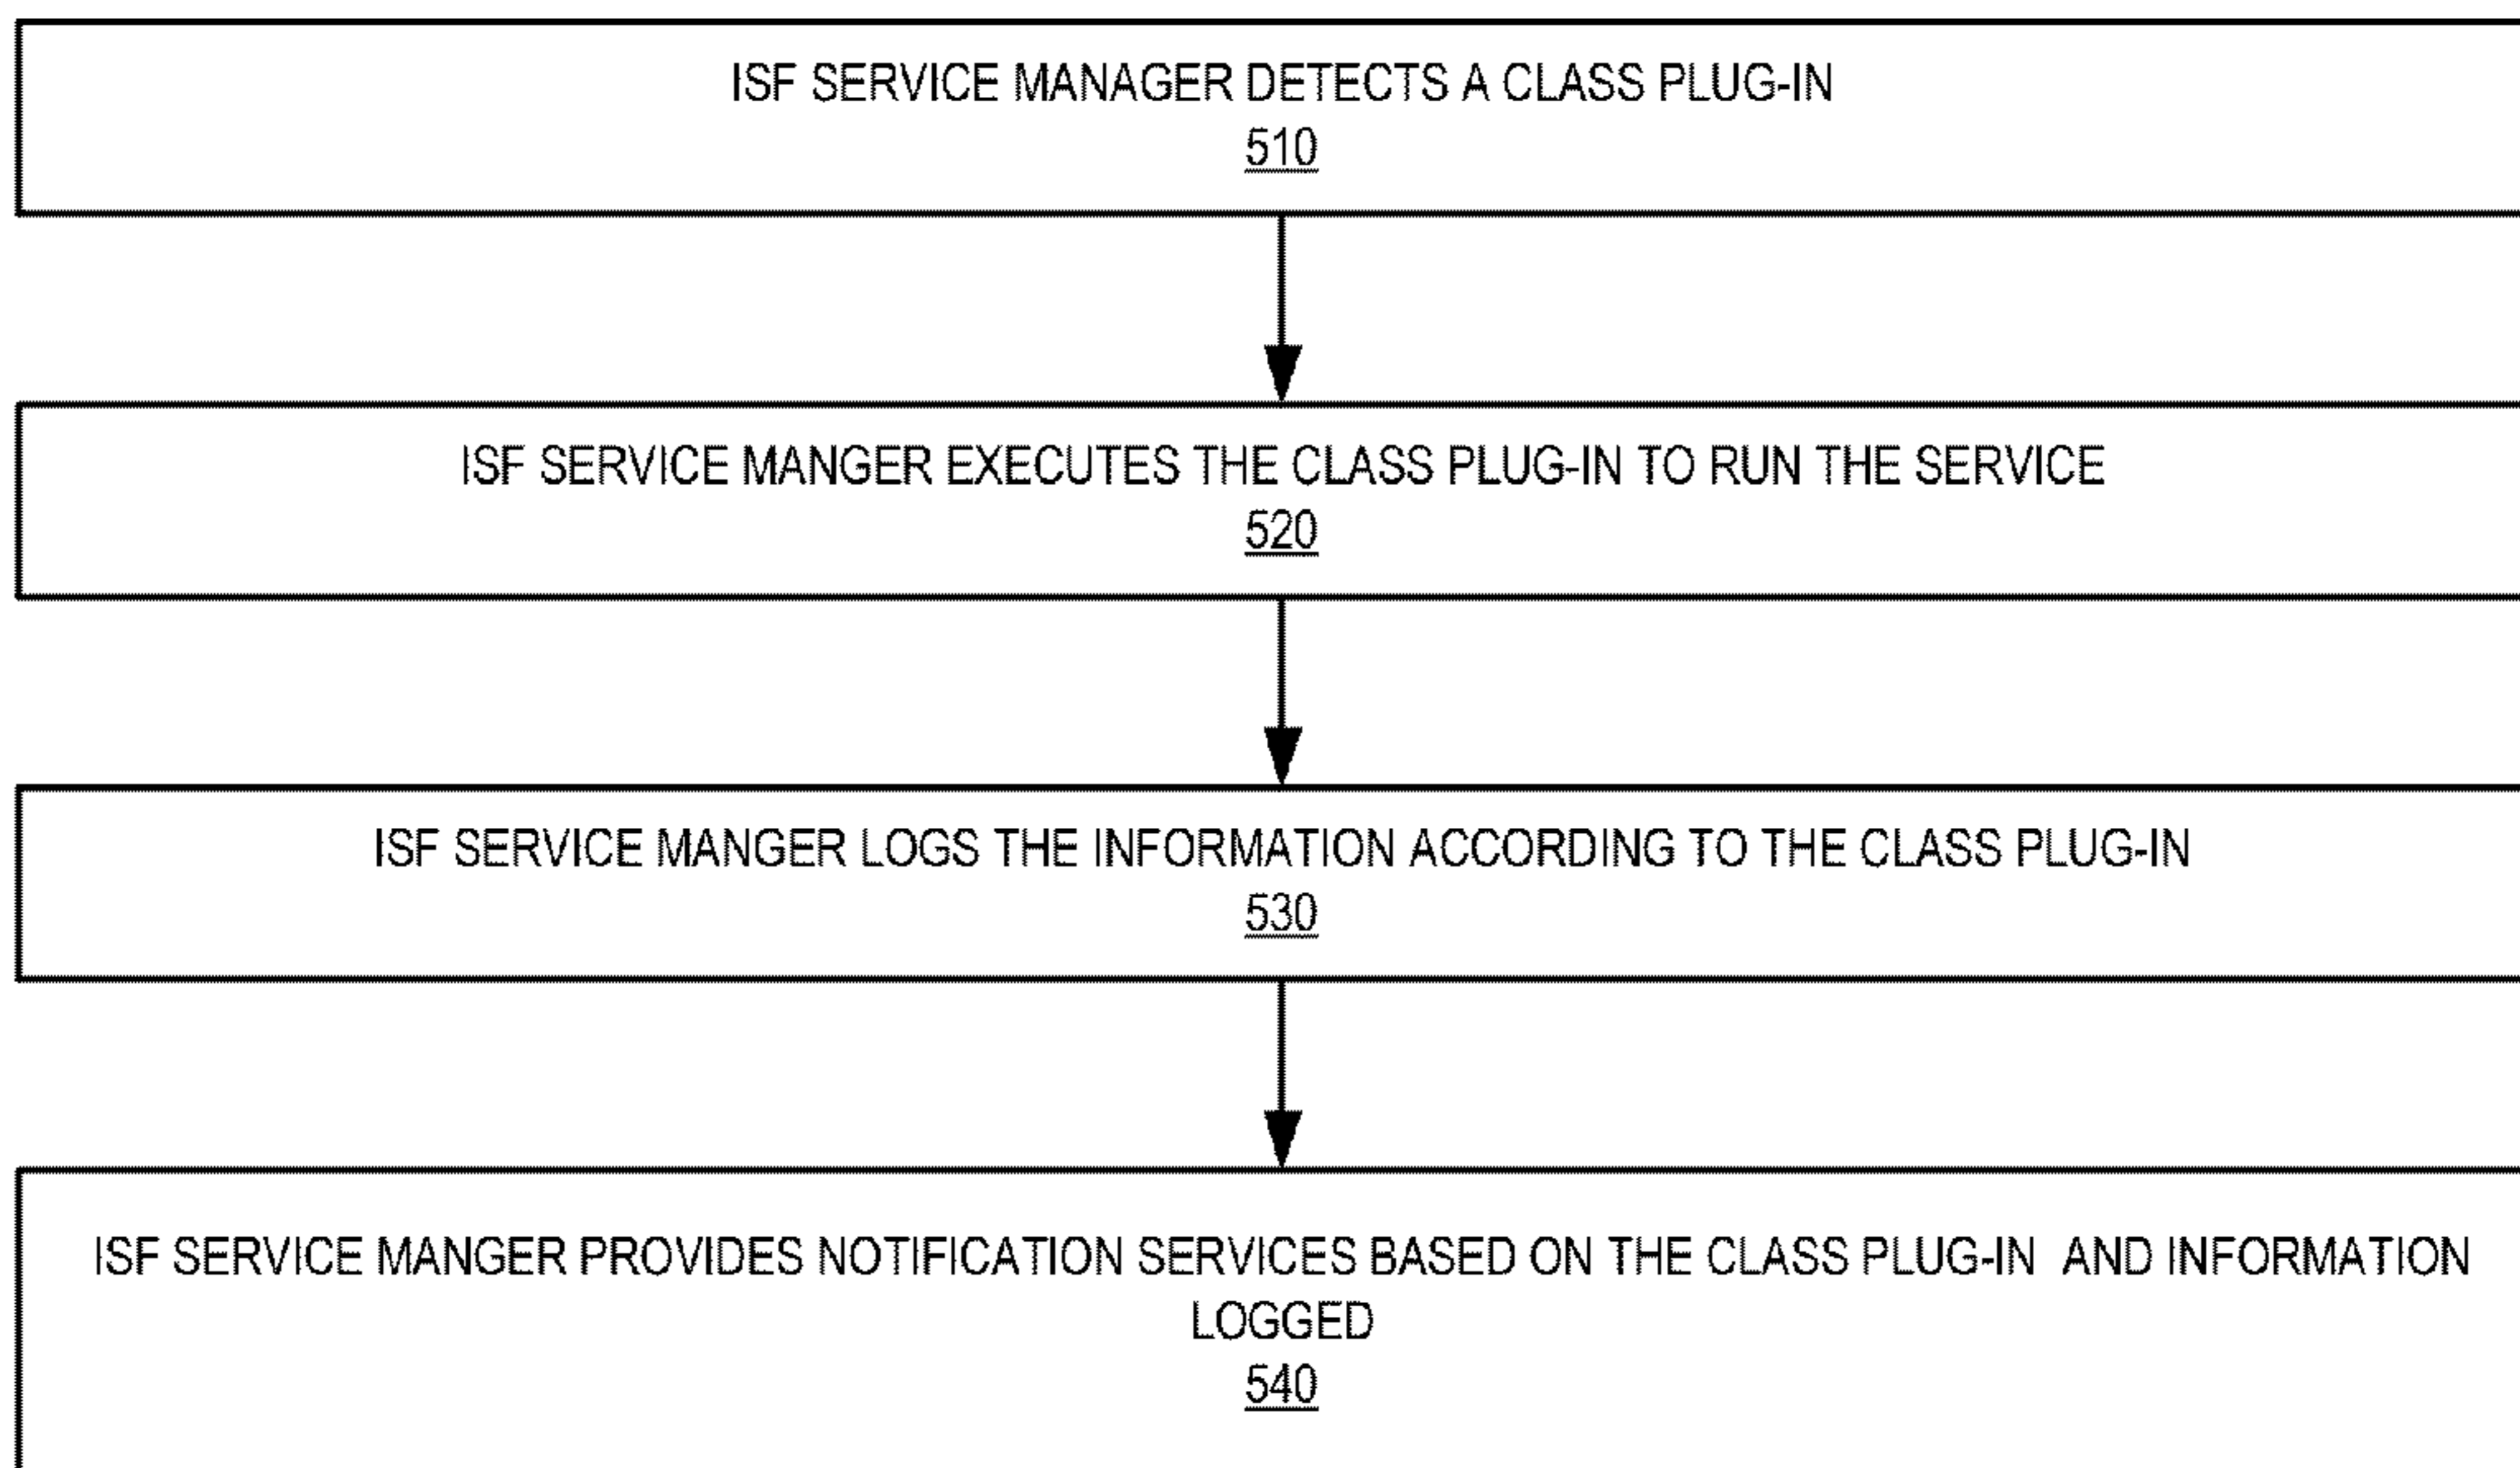 ISF SERVICE MANAGER DETECTS A CLASS PLUG-IN
510
ISF SERVICE MANGER EXECUTES THE CLASS PLUG-IN TO RUN THE SERVICE
520
ISF SERVICE MANGER LOGS THE INFORMATION ACCORDING TO THE CLASS PLUG-IN
530
ISF SERVICE MANGER PROVIDES NOTIFICATION SERVICES BASED ON THE CLASS PLUG-IN AND INFORMATION
LOGGED
540